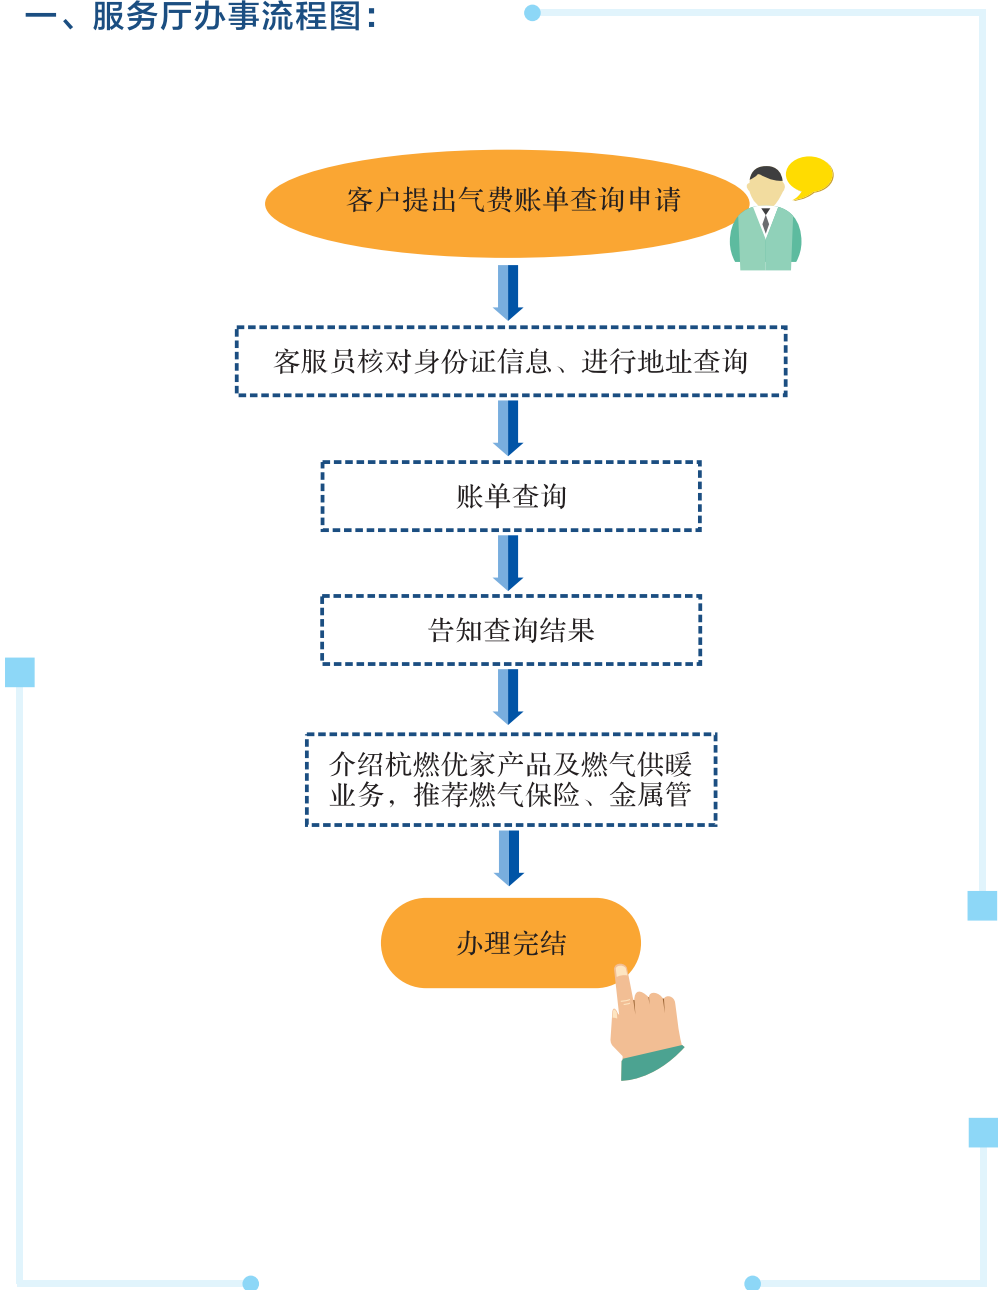 一、服务厅办事流程图：
客户提出气费账单查询申请
客服员核对身份证信息、进行地址查询
账单查询
告知查询结果
介绍杭燃优家产品及燃气供暖
业务，推荐燃气保险、金属管
办理完结